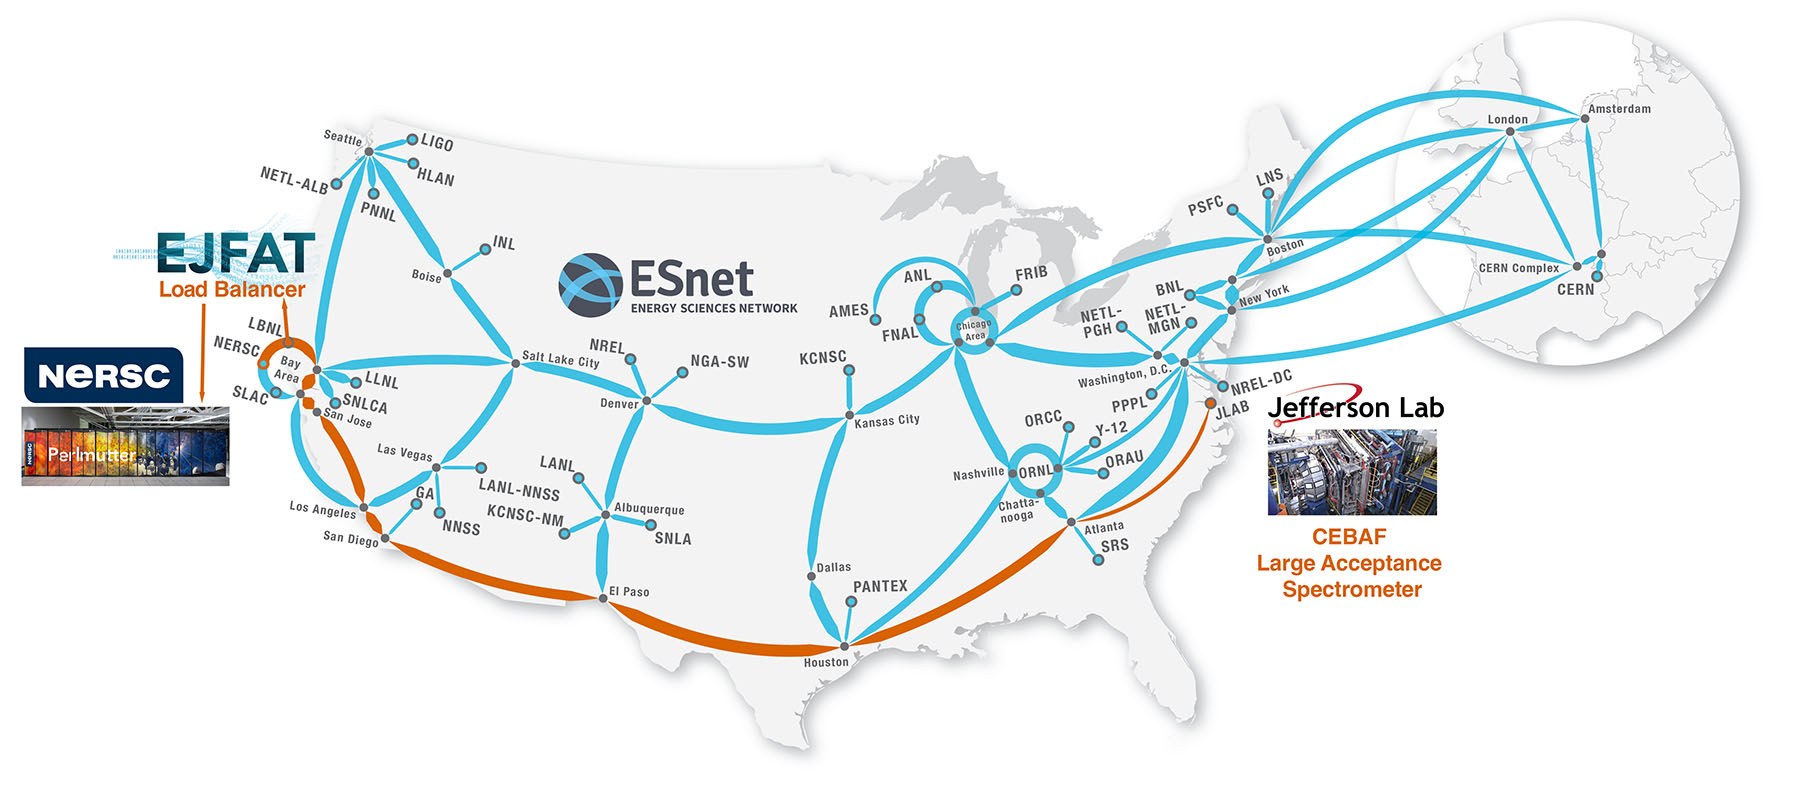 Seattle
LIGO
HLAN
NETL-ALB
PNNL
EJFAT
Load Balancer
INL
Boise
ESnet
ENERGY SCIENCES NETWORK
LBNL
NERSC
Bay
Area
SLAC
LLNL
SNLCA
San Jose
NERSC
NERSC
Perlmutter
Salt Lake City
NREL
NGA-SW
Denver
KCNSC
Kansas City
Las Vegas
LANL-NNSS
GA
NNSS
Los Angeles
San Diego
LANL
KCNSC-NM
Albuquerque
SNLA
El Paso
Dallas
PANTEX
Houston
AMES
ANL
FNAL
FRIB
Chicago
Area
Nashville
ORNL
ORCC
Y-12
ORAU
Chatta-
nooga
Atlanta
SRS
LNS
PSFC
Boston
BNL
New York
NETL-
PGH
NETL-
MGN
Washington, D.C.
PPPL
NREL-DC
JLAB
Jefferson Lab
CEBAF
Large Acceptance
Spectrometer
London
Amsterdam
CERN Complex
CERN